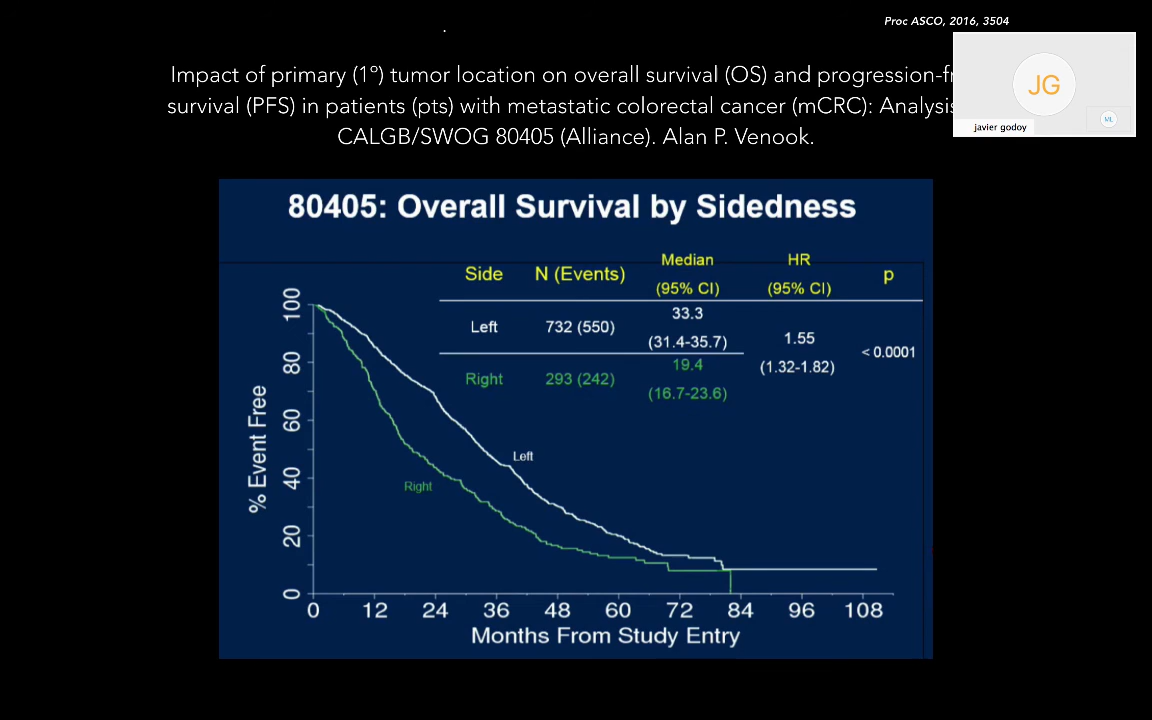 Proc ASCO, 2016, 3504
Impact of primary (1º) tumor location on overall survival (OS) and
survival (PFS) in patients (pts) with metastatic colorectal cancer (mCRC): Analysis
CALGB/SWOG 80405 (Alliance). Alan P. Venook.
JG
ML
javier godoy
80405: Overall Survival by Sidedness
Side N (Events) Median (95% CI) HR (95% CI) p
Left 732 (550) 33.3 (31.4-35.7) 1.55 (1.32-1.82) < 0.0001
Right 293 (242) 19.4 (16.7-23.6)
% Event Free
100
80
60
40
20
0
Left
Right
0 12 24 36 48 60 72 84 96 108
Months From Study Entry